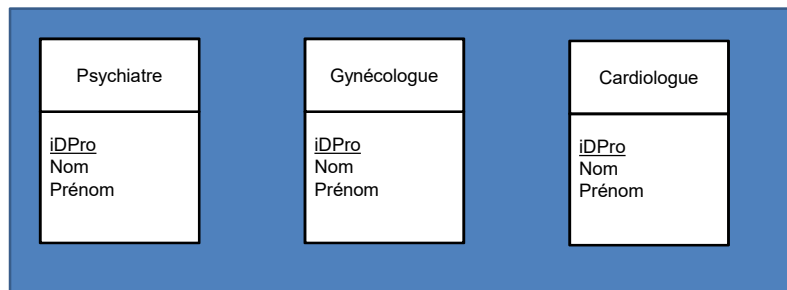 Psychiatre
iDPro
Nom
Prénom
Gynécologue
iDPro
Nom
Prénom
Cardiologue
iDPro
Nom
Prénom